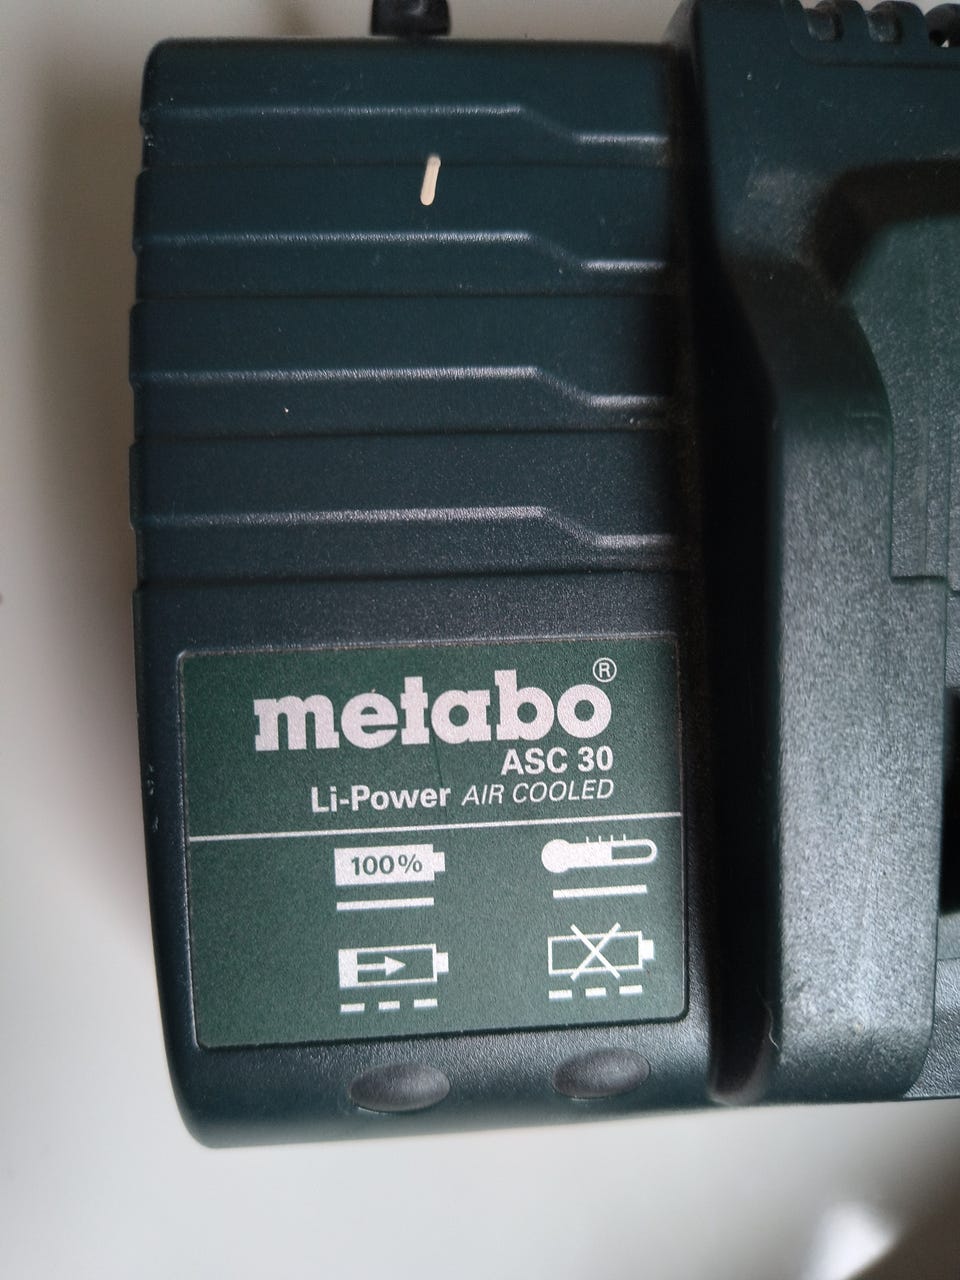 metabo®
ASC 30
Li-Power AIR COOLED
100%